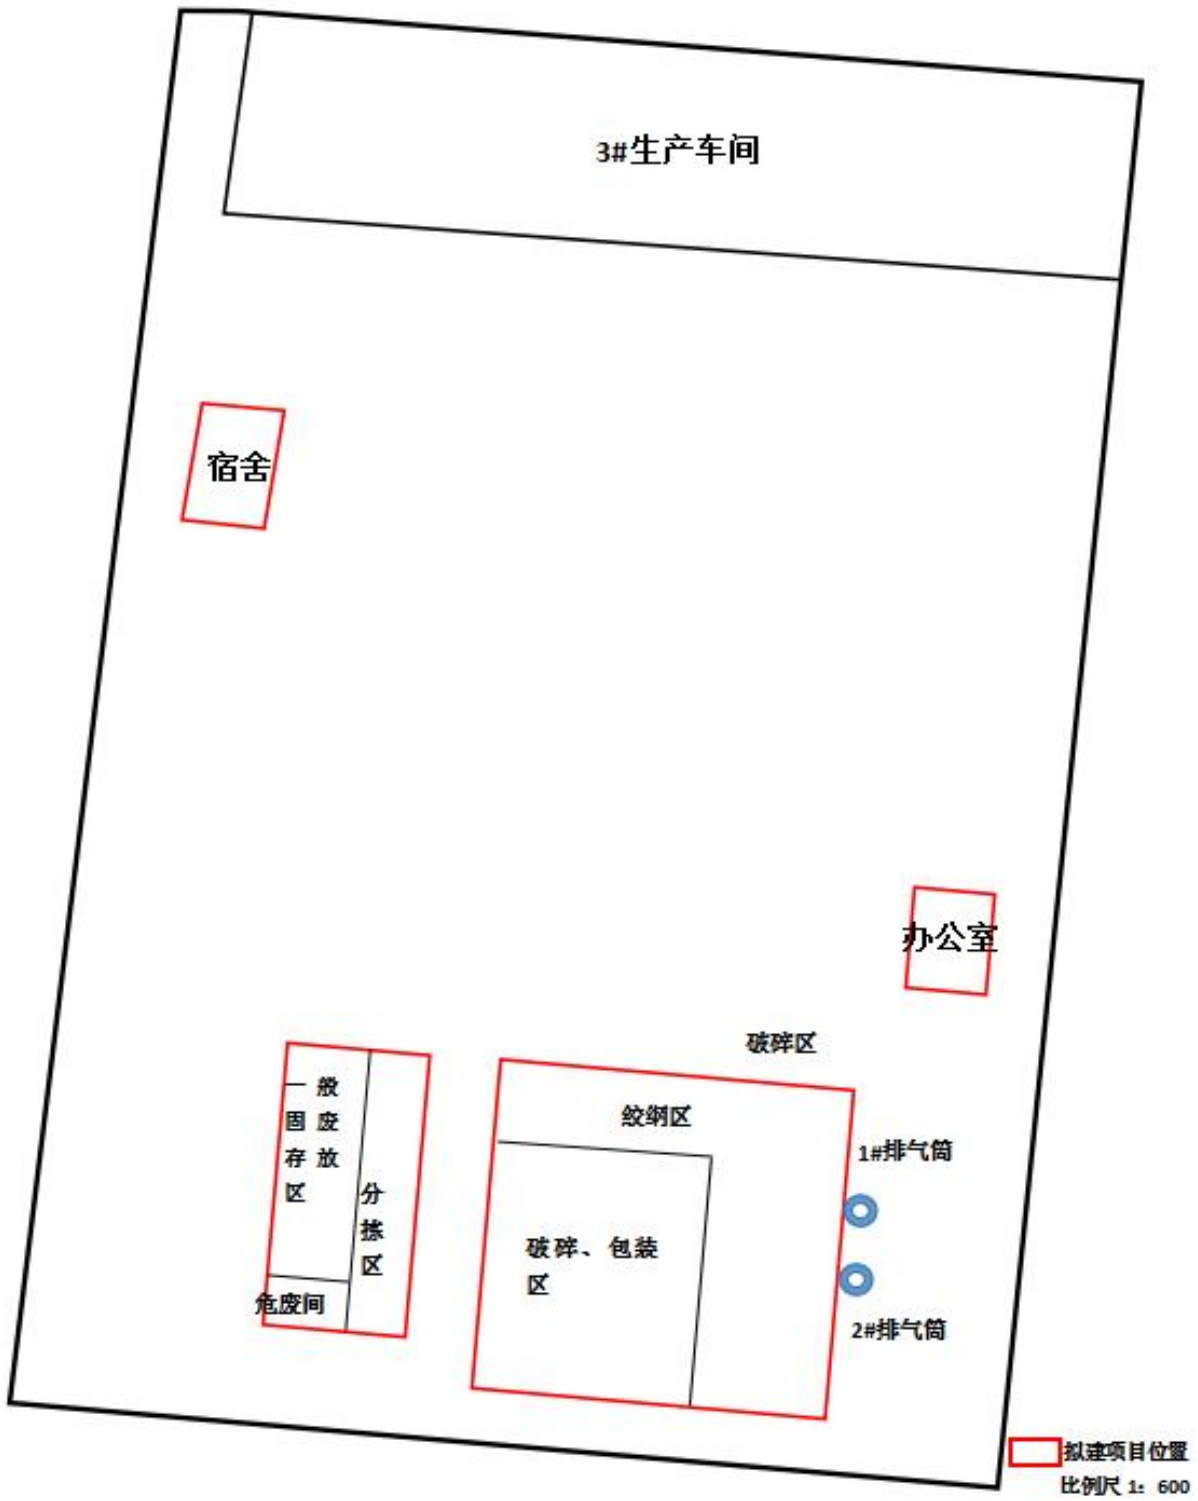 3#生产车间
宿舍
办公室
破碎区
一般
固废
存放
区
分
拣
区
危废间
绞纲区
破碎、包装
区
1#排气筒
2#排气筒
拟建项目位置
比例尺 1：600